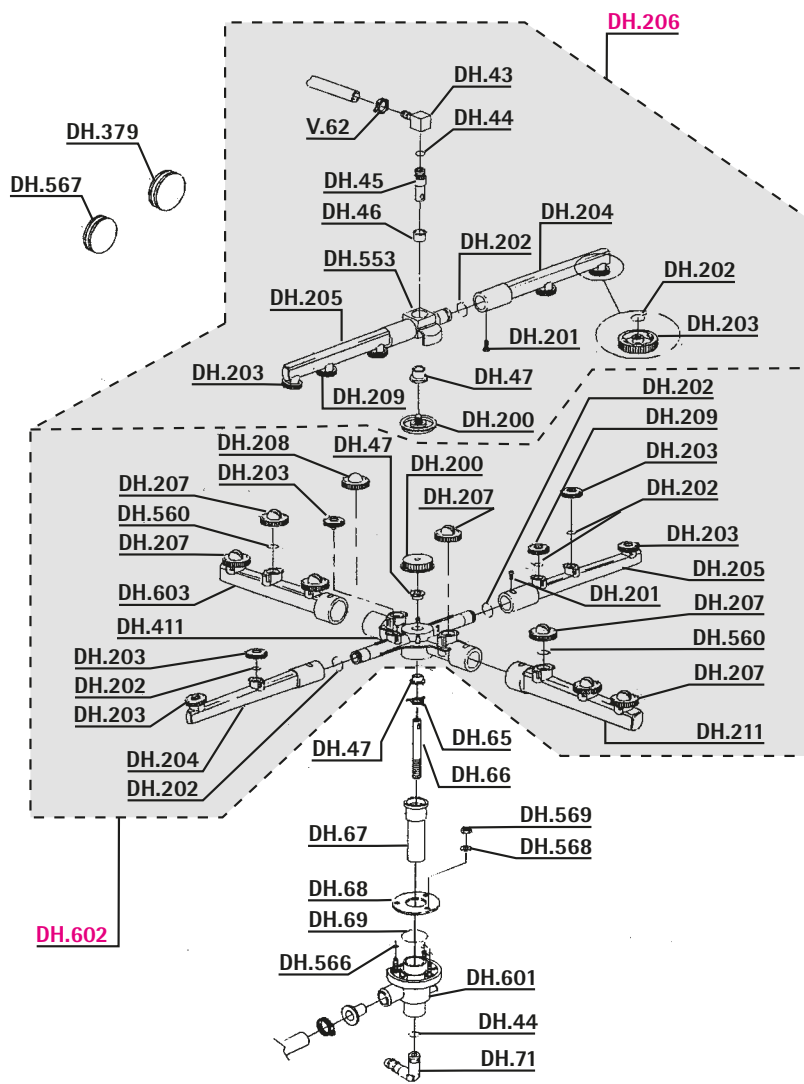 DH.206
DH.43
V.62
DH.44
DH.379
DH.45
DH.567
DH.46
DH.204
DH.202
DH.553
DH.202
DH.205
DH.203
DH.201
DH.203
DH.209
DH.47
DH.202
DH.200
DH.209
DH.208
DH.47
DH.203
DH.200
DH.203
DH.207
DH.207
DH.202
DH.560
DH.207
DH.203
DH.603
DH.205
DH.201
DH.411
DH.207
DH.203
DH.560
DH.202
DH.207
DH.203
DH.65
DH.47
DH.211
DH.204
DH.66
DH.202
DH.569
DH.67
DH.568
DH.68
DH.602
DH.69
DH.566
DH.601
DH.44
DH.71